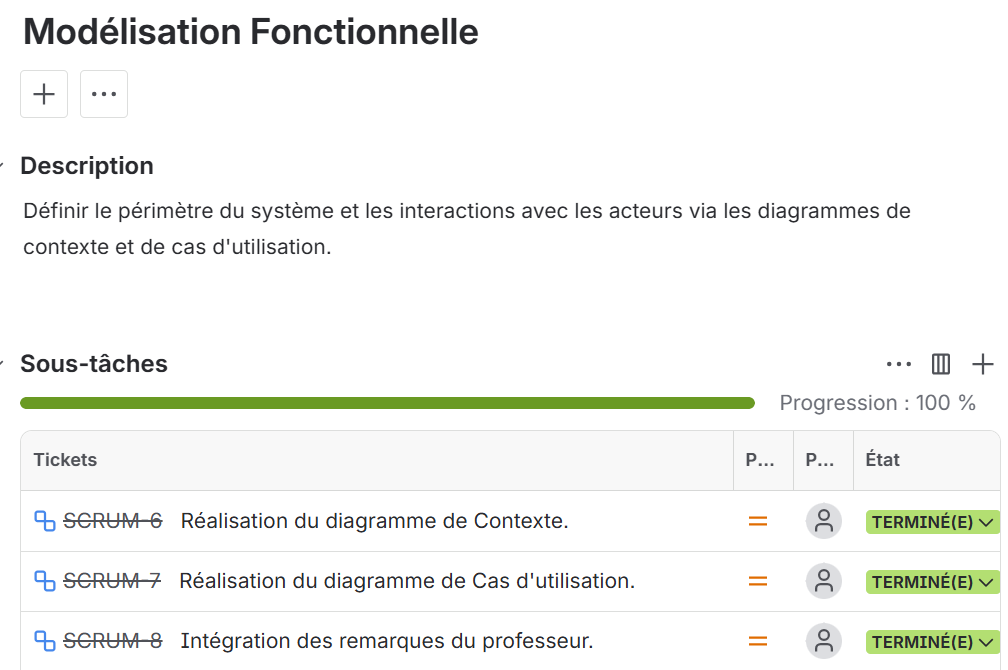 Modélisation Fonctionnelle
Description
Définir le périmètre du système et les interactions avec les acteurs via les diagrammes de
contexte et de cas d'utilisation.
Sous-tâches
Progression : 100 %
Tickets P... P... État
SCRUM-6 Réalisation du diagramme de Contexte. TERMINÉ(E)
SCRUM-7 Réalisation du diagramme de Cas d'utilisation. TERMINÉ(E)
SCRUM-8 Intégration des remarques du professeur. TERMINÉ(E)